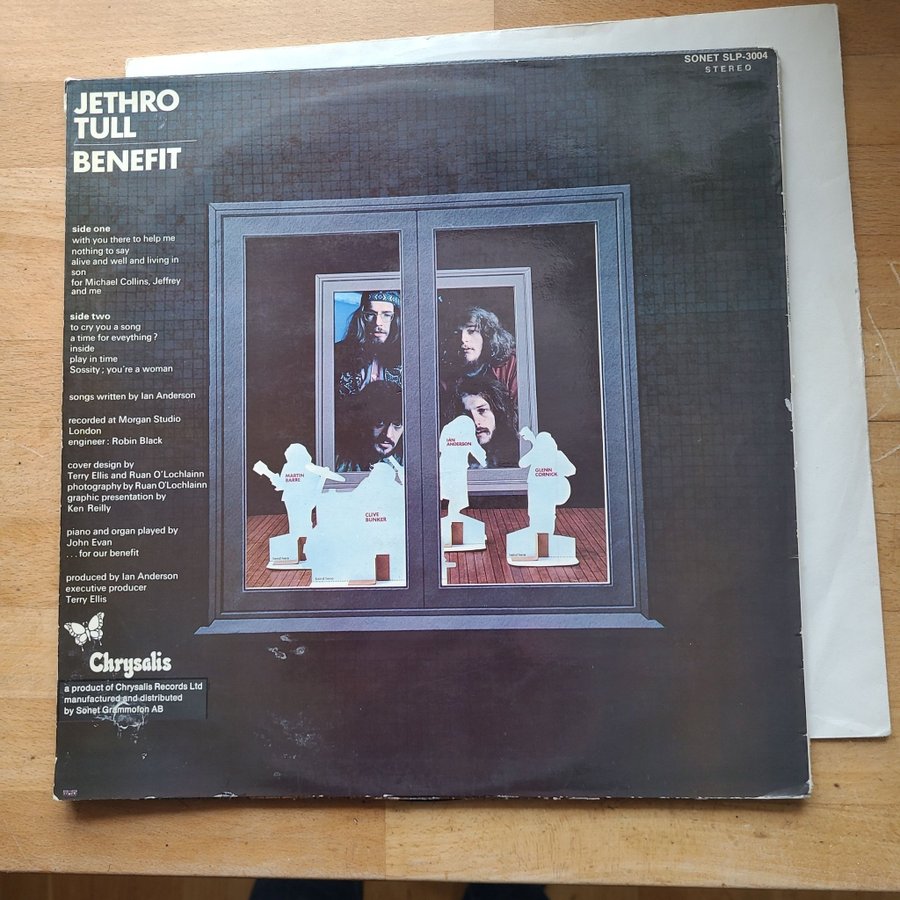 SONET SLP-3004
STEREO
JETHRO
TULL
BENEFIT
side one
with you there to help me
nothing to say
alive and well and living in
son
for Michael Collins, Jeffrey
and me
side two
to cry you a song
a time for eveything?
inside
play in time
Sossity; you're a woman
songs written by Ian Anderson
recorded at Morgan Studio
London
engineer: Robin Black
cover design by
Terry Ellis and Ruan O'Lochlainn
photography by Ruan O'Lochlainn
graphic presentation by
Ken Reilly
piano and organ played by
John Evan
...for our benefit
produced by Ian Anderson
executive producer
Terry Ellis
Chrysalis
a product of Chrysalis Records Ltd
manufactured and distributed
by Sonet Grammofon AB
MARTIN
BARRE
CLIVE
BUNKER
IAN
ANDERSON
GLENN
CORNICK